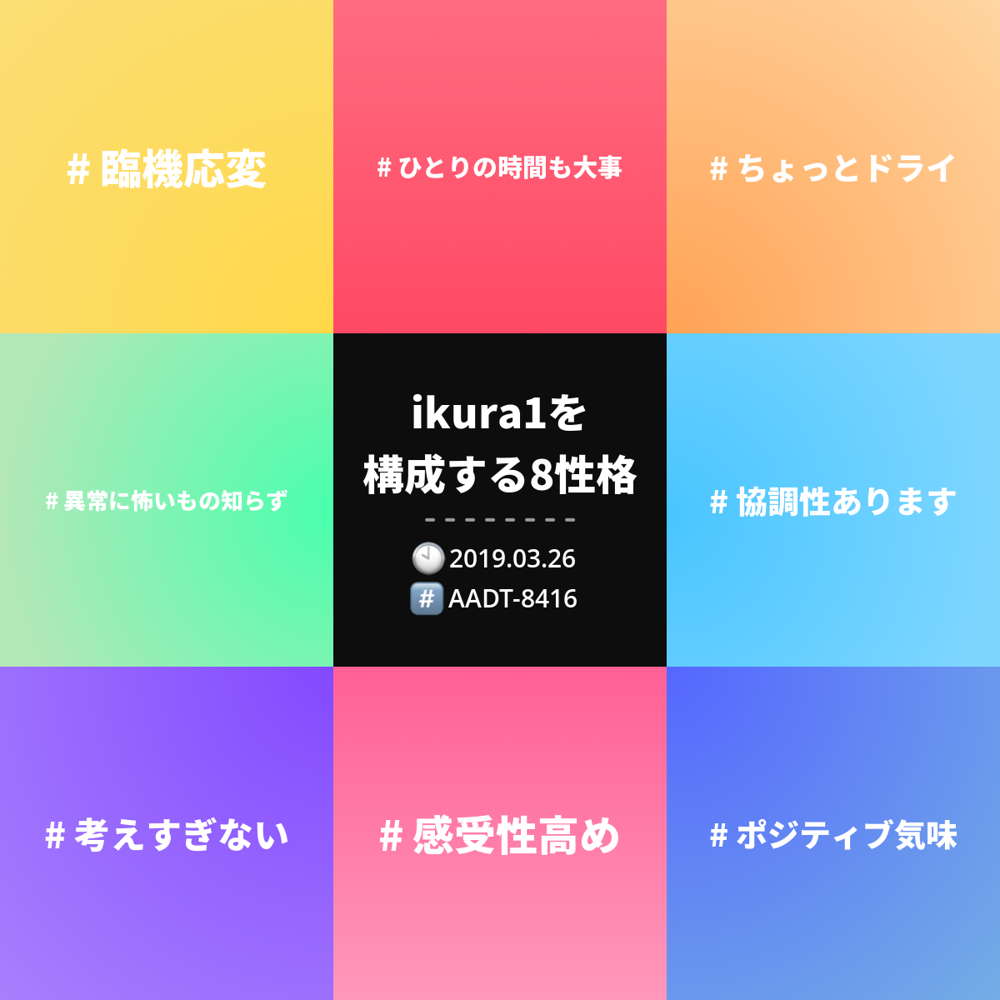 # 臨機応変
# ひとりの時間も大事
# ちょっとドライ
# 異常に怖いもの知らず
ikura1を
構成する8性格
2019.03.26
# AADT-8416
# 協調性あります
# 考えすぎない
# 感受性高め
# ポジティブ気味